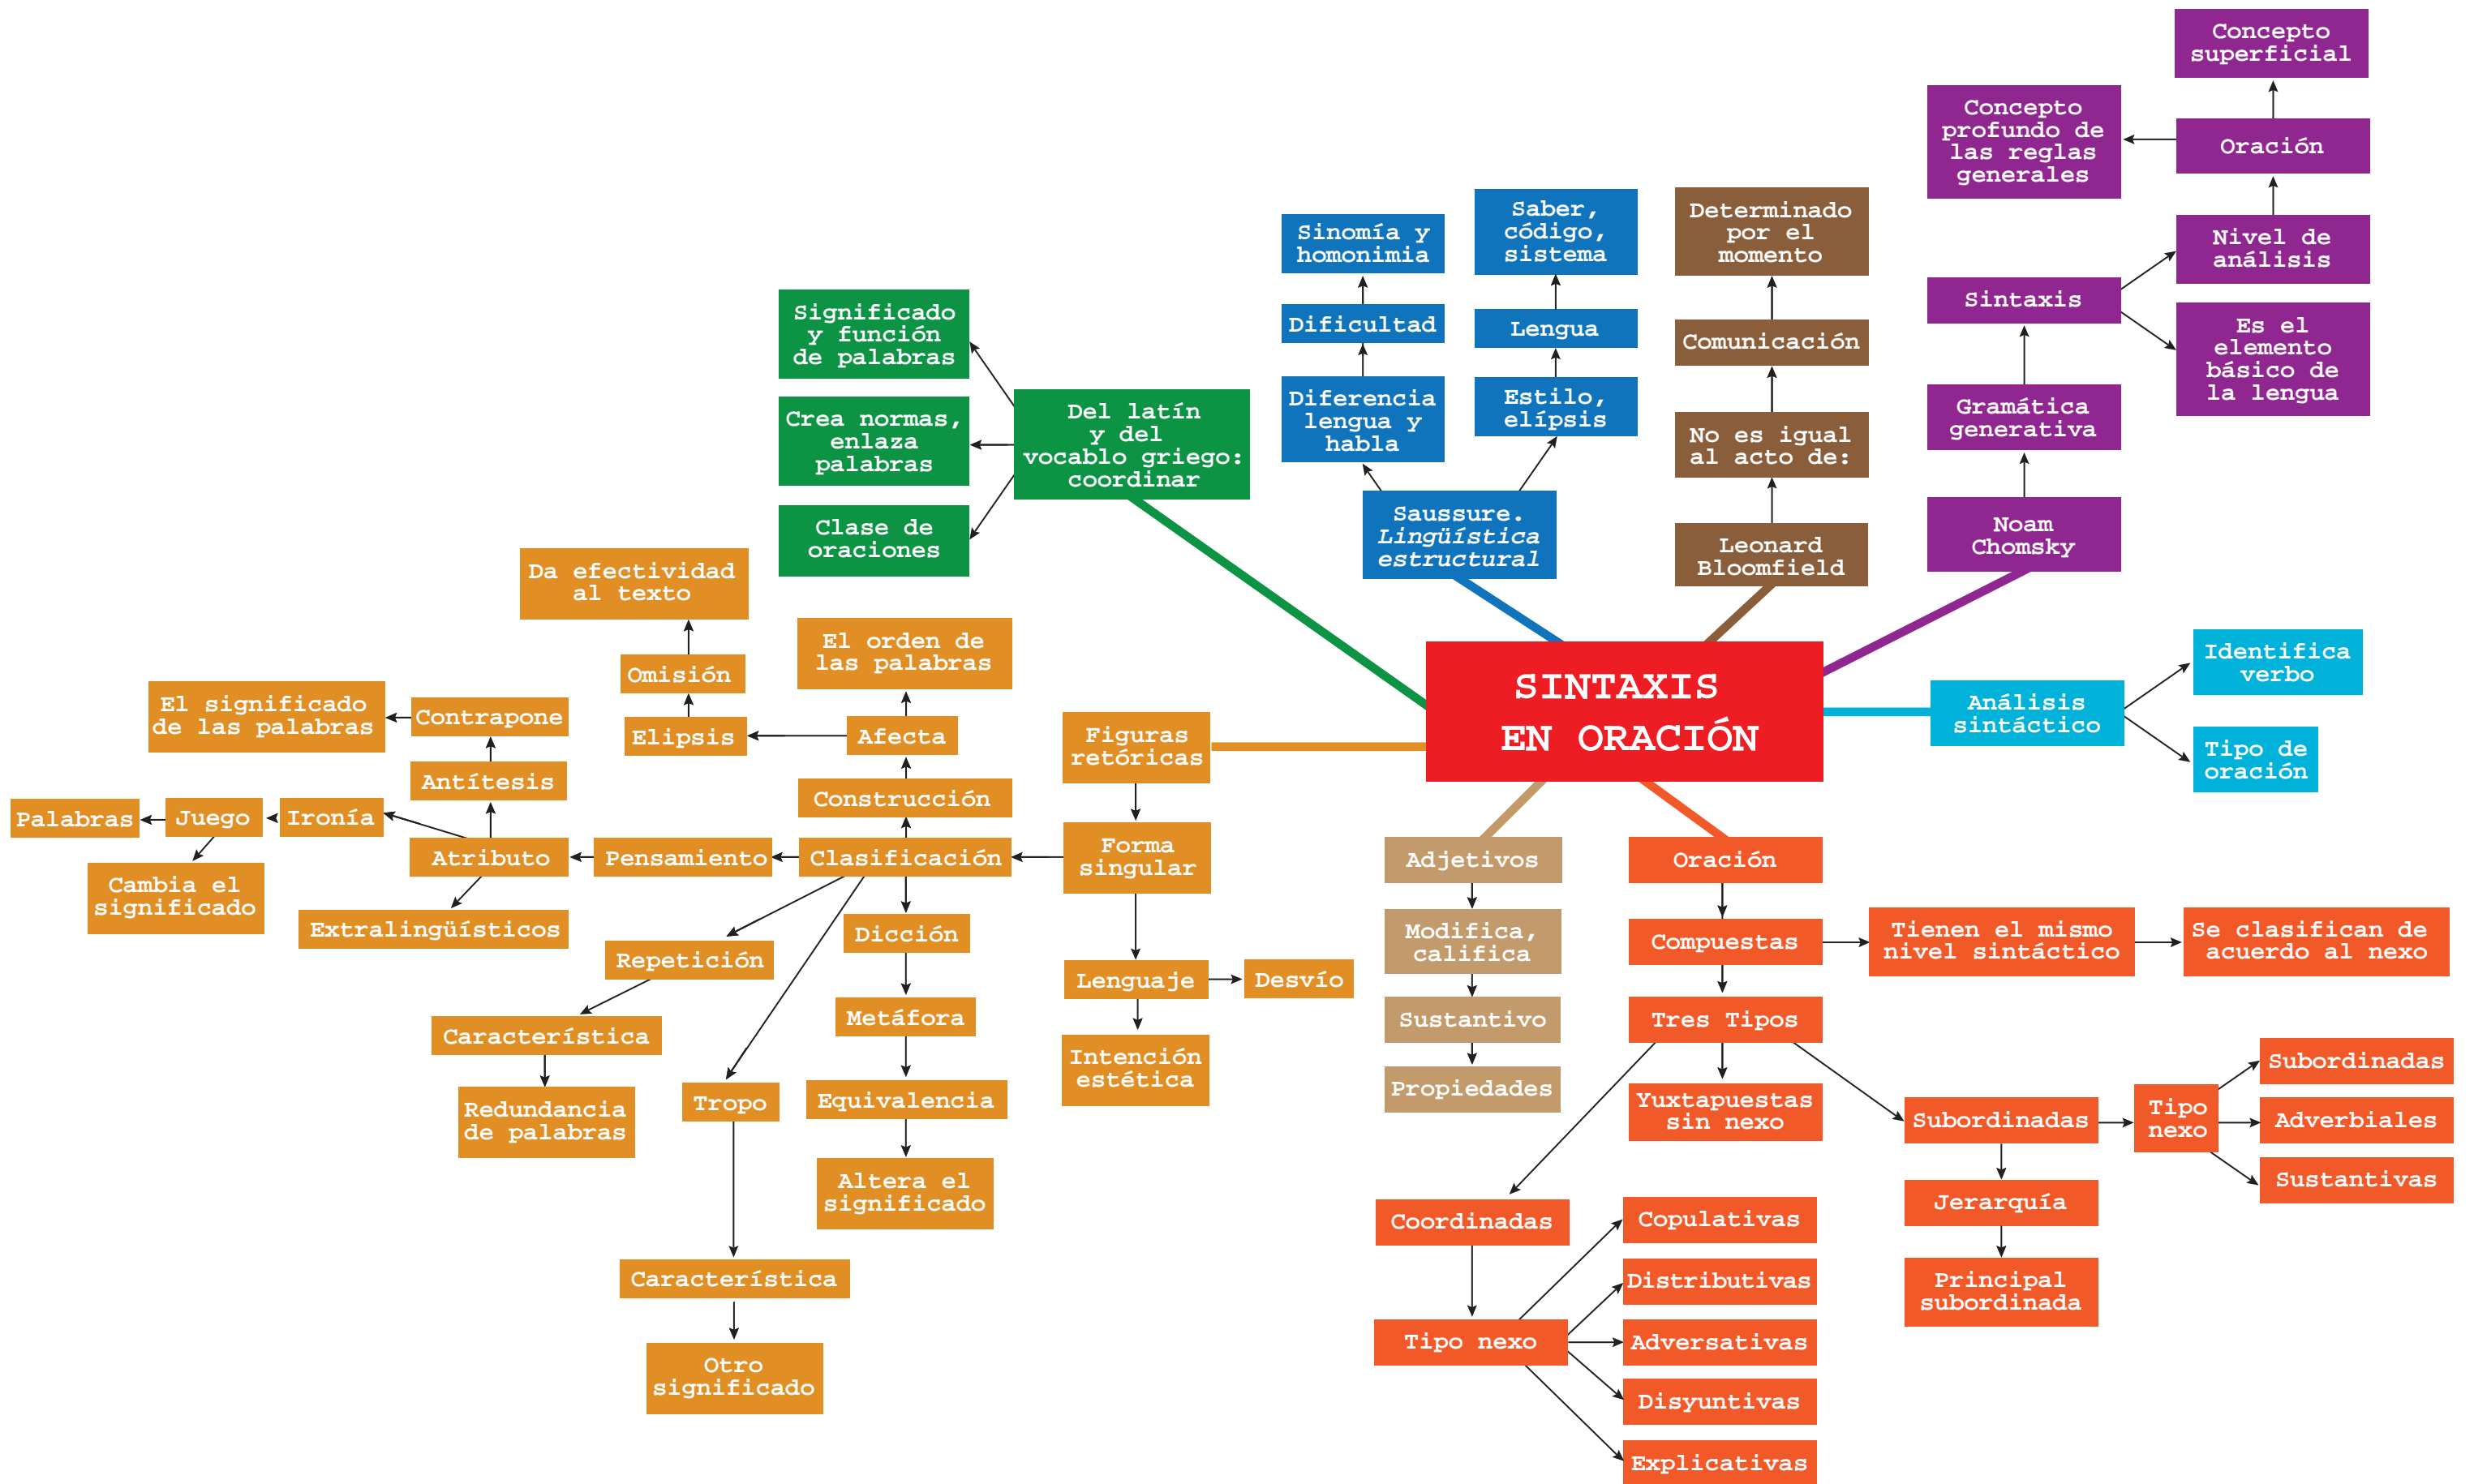 Concepto
superficial
Concepto
profundo de
las reglas
generales
Oración
Nivel de
análisis
Sintaxis
Es el
elemento
básico de
la lengua
Gramática
generativa
Noam
Chomsky
Determinado
por el
momento
Comunicación
No es igual
al acto de:
Leonard
Bloomfield
Saber,
código,
sistema
Lengua
Estilo,
elípsis
Sinomía y
homonimia
Dificultad
Diferencia
lengua y
habla
Saussure.
Lingüística
estructural
Significado
y función
de palabras
Crea normas,
enlaza
palabras
Clase de
oraciones
Del latín
y del
vocablo griego:
coordinar
SINTAXIS
EN ORACIÓN
Análisis
sintáctico
Identifica
verbo
Tipo de
oración
Figuras
retóricas
Forma
singular
Lenguaje
Desvío
Intención
estética
Clasificación
Construcción
Afecta
El orden de
las palabras
Elipsis
Omisión
Da efectividad
al texto
Pensamiento
Atributo
Antítesis
Contrapone
El significado
de las palabras
Ironía
Juego
Palabras
Cambia el
significado
Extralingüísticos
Repetición
Característica
Redundancia
de palabras
Tropo
Característica
Otro
significado
Dicción
Metáfora
Equivalencia
Altera el
significado
Adjetivos
Modifica,
califica
Sustantivo
Propiedades
Oración
Compuestas
Tienen el mismo
nivel sintáctico
Se clasifican de
acuerdo al nexo
Tres Tipos
Yuxtapuestas
sin nexo
Subordinadas
Tipo
nexo
Subordinadas
Adverbiales
Sustantivas
Jerarquía
Principal
subordinada
Coordinadas
Tipo nexo
Copulativas
Distributivas
Adversativas
Disyuntivas
Explicativas